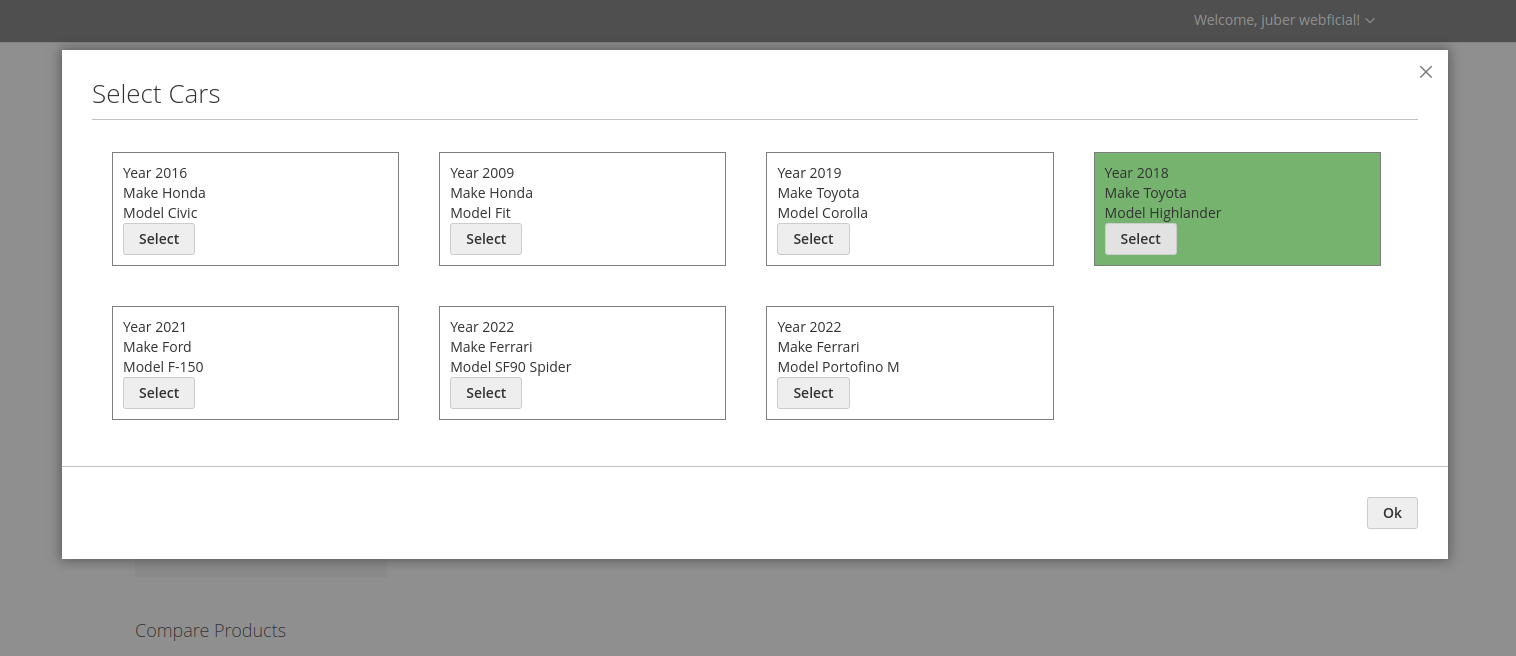 Welcome, juber webficial!
Select Cars
Year 2016
Make Honda
Model Civic
Select
Year 2009
Make Honda
Model Fit
Select
Year 2019
Make Toyota
Model Corolla
Select
Year 2018
Make Toyota
Model Highlander
Select
Year 2021
Make Ford
Model F-150
Select
Year 2022
Make Ferrari
Model SF90 Spider
Select
Year 2022
Make Ferrari
Model Portofino M
Select
Ok
Compare Products